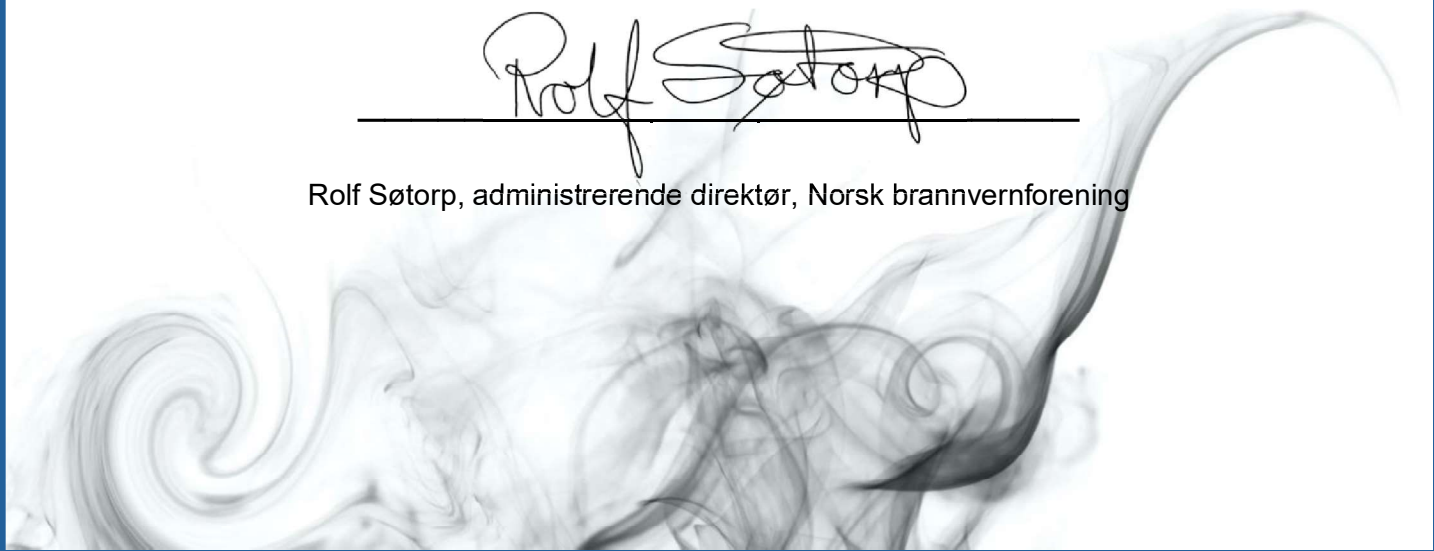 Rolf Søtorp
Rolf Søtorp, administrerende direktør, Norsk brannvernforening